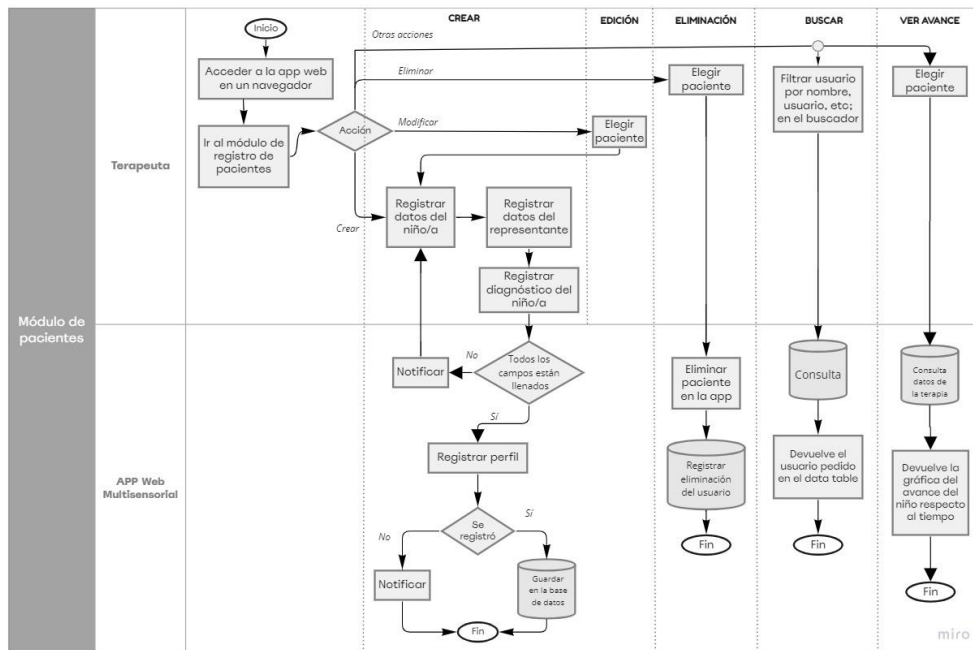 CREAR
EDICIÓN
ELIMINACIÓN
BUSCAR
VER AVANCE
Inicio
Otras acciones
Acceder a la app web
en un navegador
Eliminar
Elegir
paciente
Filtrar usuario
por nombre,
usuario, etc;
en el buscador
Elegir
paciente
Ir al módulo de
registro de
pacientes
Acción
Modificar
Elegir
paciente
Terapeuta
Crear
Registrar
datos del
niño/a
Registrar
datos del
representante
Registrar
diagnóstico del
niño/a
Módulo de
pacientes
Notificar
No
Todos los
campos están
llenados
Eliminar
paciente
en la app
Consulta
Consulta
datos de
la terapia
Sí
APP Web
Multisensorial
Registrar perfil
Registrar
eliminación
del usuario
Devuelve el
usuario pedido
en el data table
Devuelve la
gráfica del
avance del
niño respecto
al tiempo
No
Se
registró
Sí
Fin
Fin
Notificar
Guardar
en la base
de datos
Fin
Fin
miro